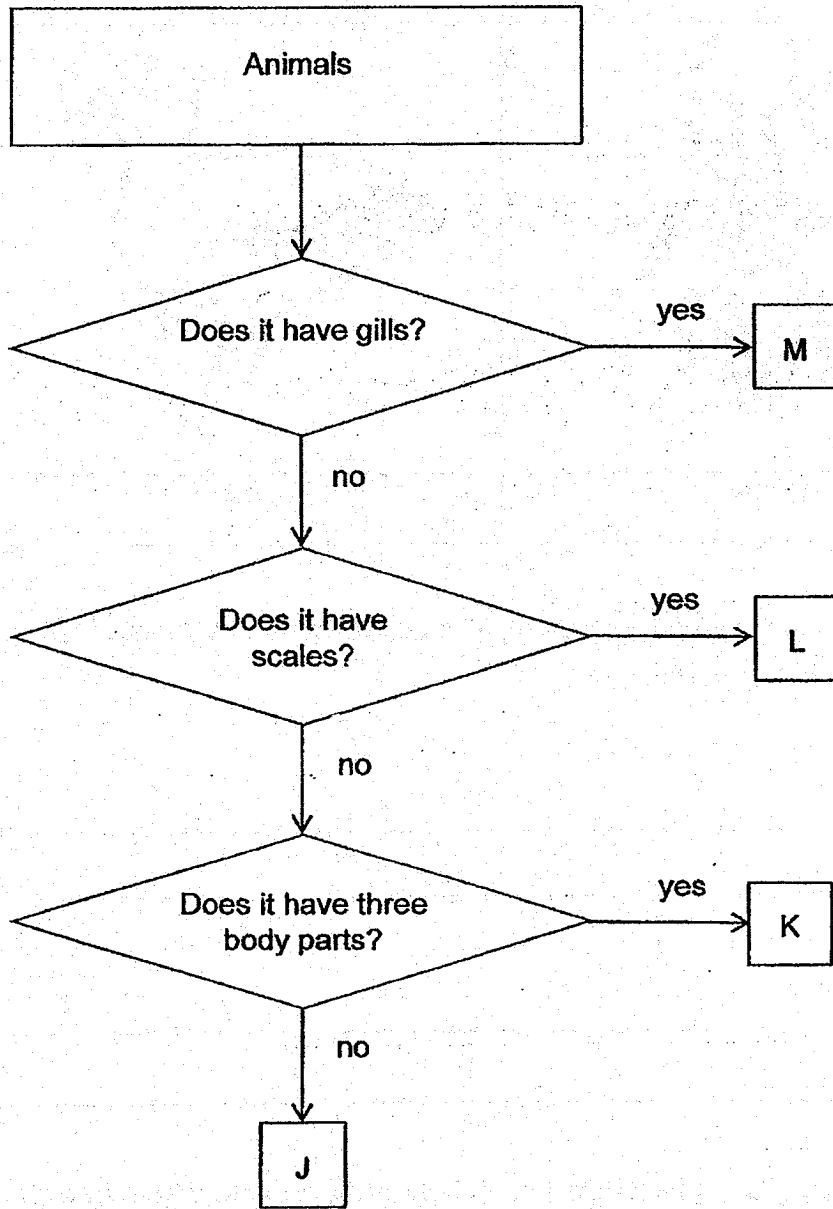 Animals
Does it have gills?
yes
M
no
Does it have
scales?
yes
L
no
Does it have three
body parts?
yes
K
no
J